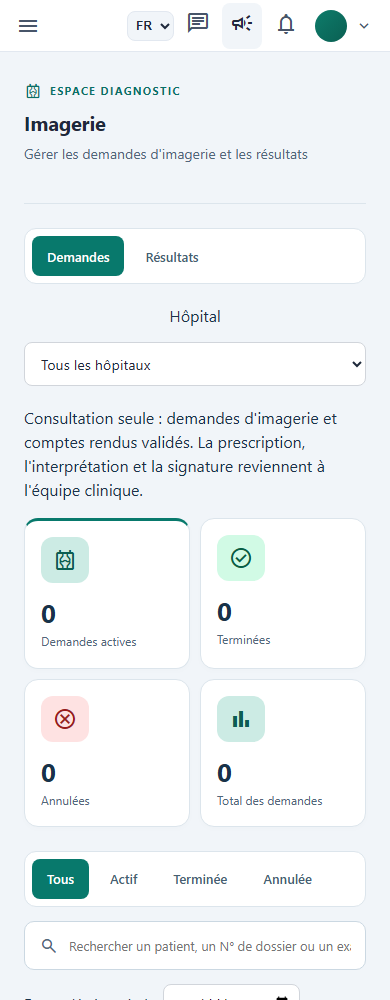 FR
ESPACE DIAGNOSTIC
Imagerie
Gérer les demandes d'imagerie et les résultats
Demandes
Résultats
Hôpital
Tous les hôpitaux
Consultation seule : demandes d'imagerie et
comptes rendus validés. La prescription,
l'interprétation et la signature reviennent à
l'équipe clinique.
0
Demandes actives
0
Terminées
0
Annulées
0
Total des demandes
Tous
Actif
Terminée
Annulée
Rechercher un patient, un N° de dossier ou un exa